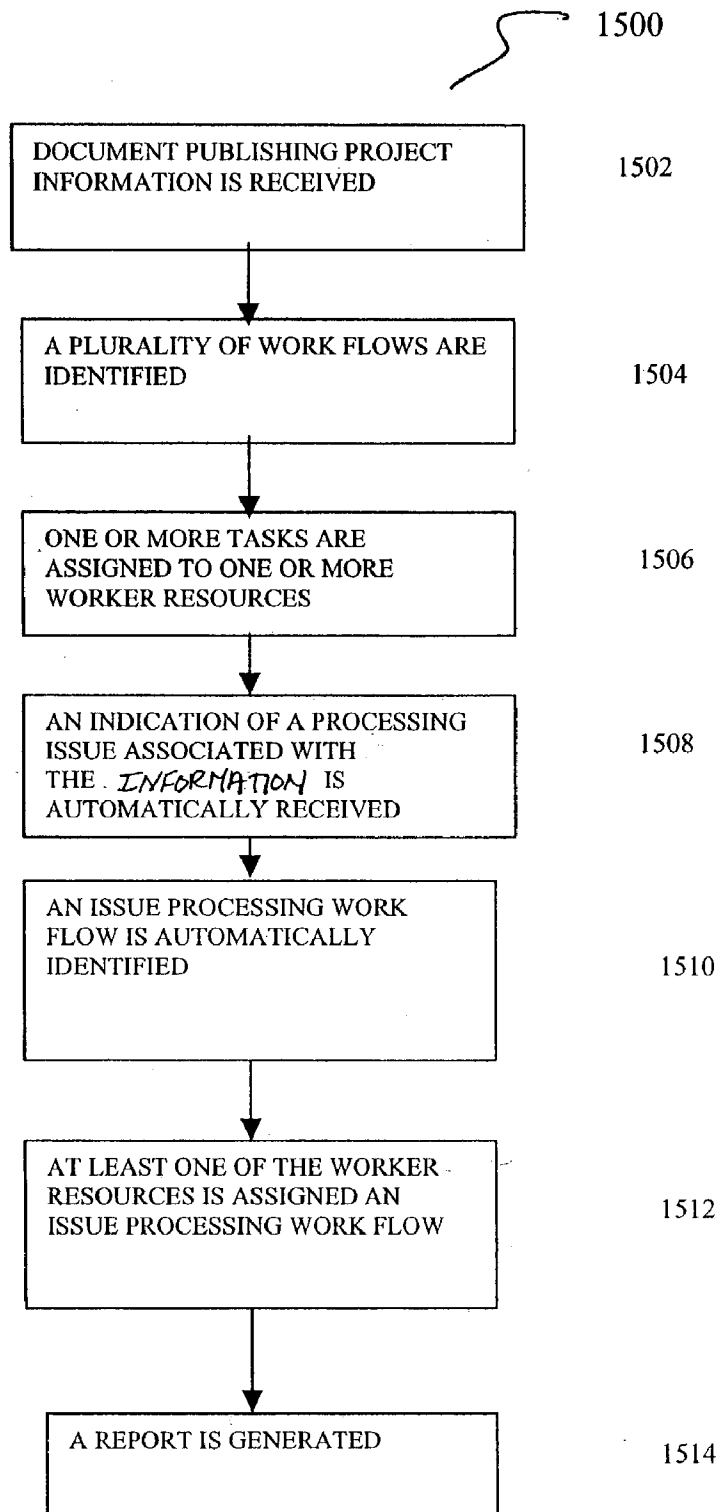 1500
DOCUMENT PUBLISHING PROJECT
INFORMATION IS RECEIVED
1502
A PLURALITY OF WORK FLOWS ARE
IDENTIFIED
1504
ONE OR MORE TASKS ARE
ASSIGNED TO ONE OR MORE
WORKER RESOURCES
1506
AN INDICATION OF A PROCESSING
ISSUE ASSOCIATED WITH
THE INFORMATION IS
AUTOMATICALLY RECEIVED
1508
AN ISSUE PROCESSING WORK
FLOW IS AUTOMATICALLY
IDENTIFIED
1510
AT LEAST ONE OF THE WORKER
RESOURCES IS ASSIGNED AN
ISSUE PROCESSING WORK FLOW
1512
A REPORT IS GENERATED
1514